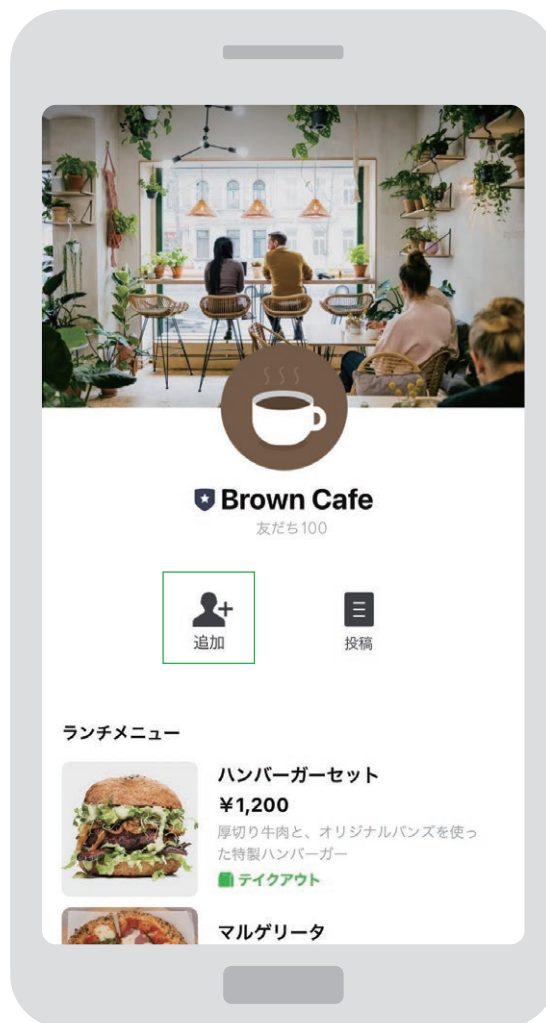 Brown Cafe
友だち100
追加
投稿
ランチメニュー
ハンバーガーセット
¥1,200
厚切り牛肉と、オリジナルバンズを使っ
た特製ハンバーガー
テイクアウト
マルゲリータ